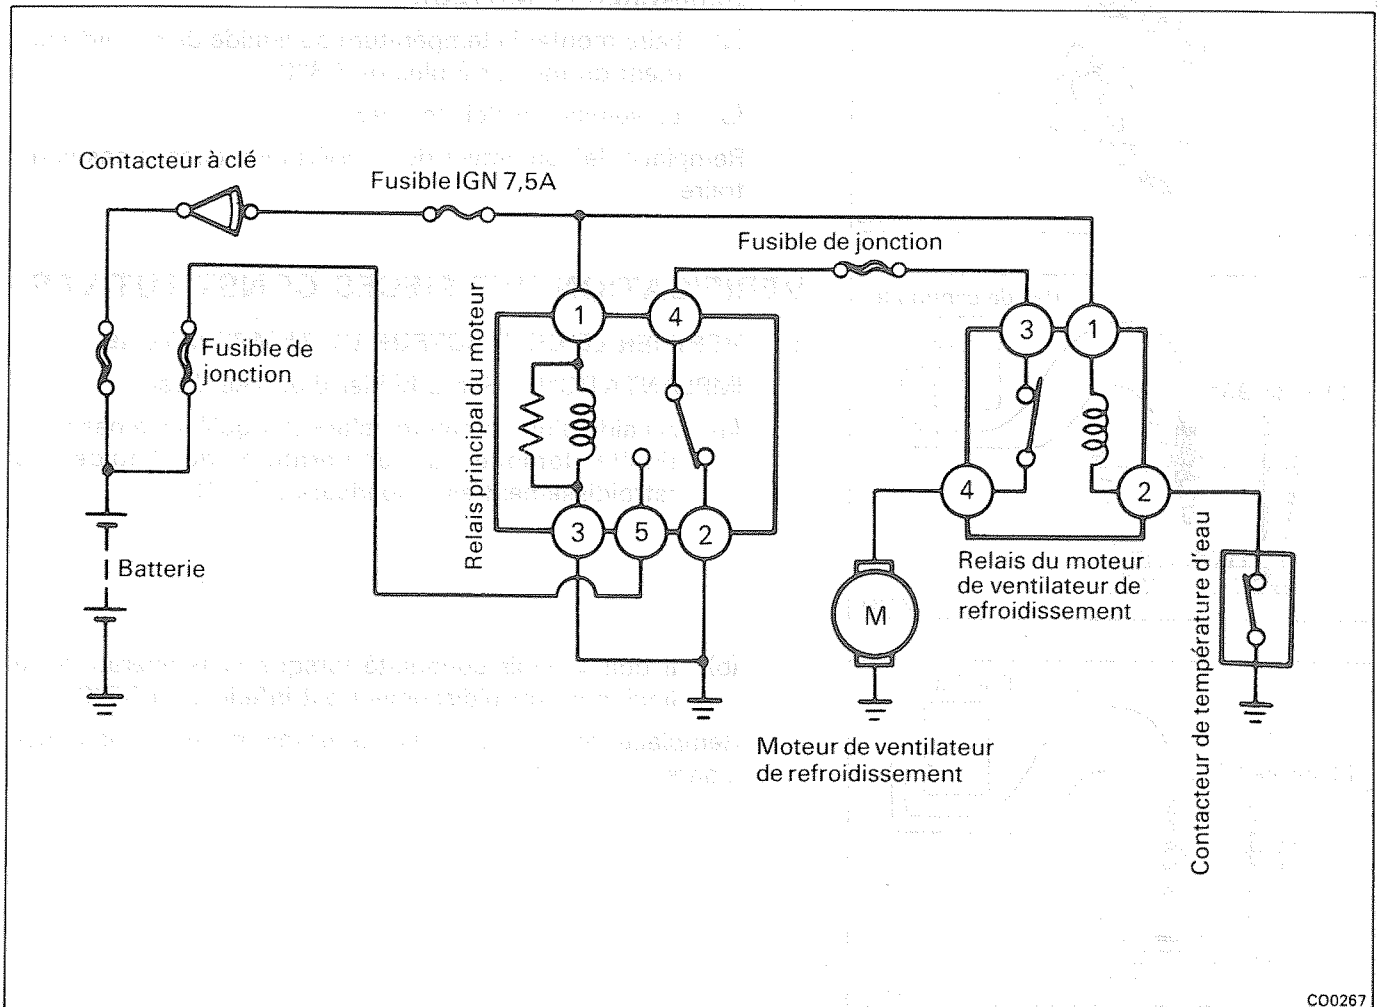 Contacteur à clé
Fusible IGN 7,5A
Fusible de jonction
Relais principal du moteur
1
4
3
1
Fusible de
jonction
4
2
3
5
2
Batterie
M
Relais du moteur
de ventilateur de
refroidissement
Contacteur de température d'eau
Moteur de ventilateur
de refroidissement
CO0267